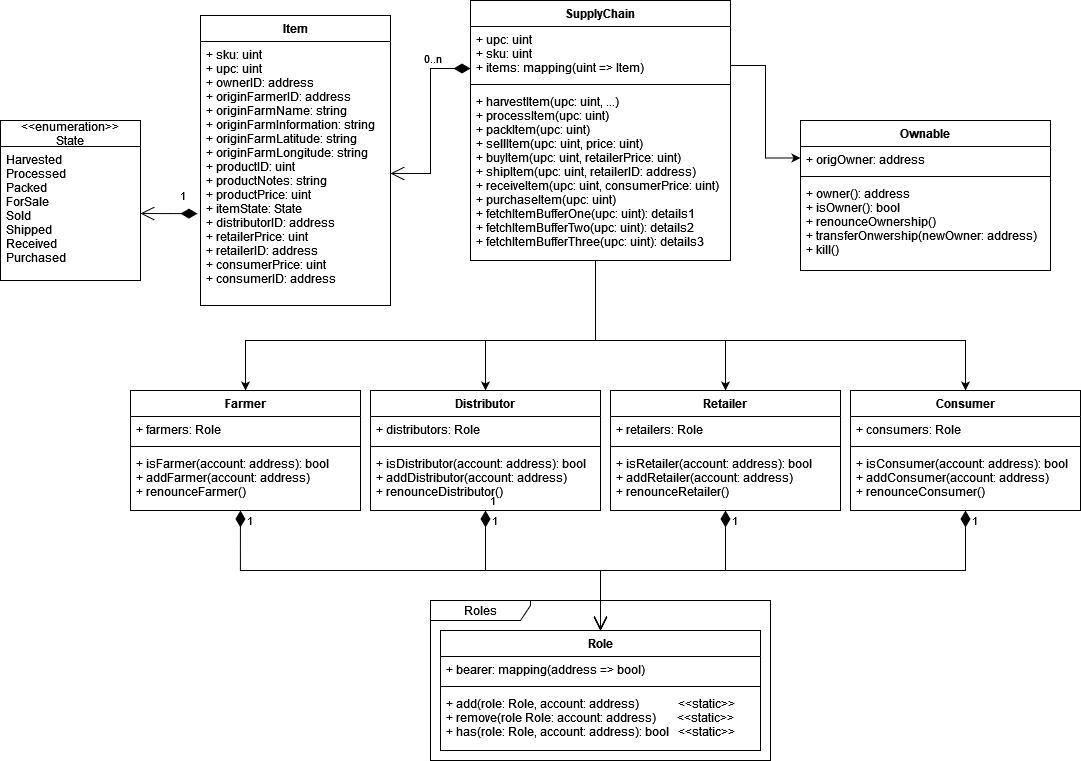 SupplyChain
+ upc: uint
+ sku: uint
+ items: mapping(uint => Item)
+ harvestItem(upc: uint, ...)
+ processItem(upc: uint)
+ packItem(upc: uint)
+ sellItem(upc: uint, price: uint)
+ buyItem(upc: uint, retailerPrice: uint)
+ shipItem(upc: uint, retailerID: address)
+ receiveItem(upc: uint, consumerPrice: uint)
+ purchaseItem(upc: uint)
+ fetchItemBufferOne(upc: uint): details1
+ fetchItemBufferTwo(upc: uint): details2
+ fetchItemBufferThree(upc: uint): details3
0..n
Item
+ sku: uint
+ upc: uint
+ ownerID: address
+ originFarmerID: address
+ originFarmName: string
+ originFarmInformation: string
+ originFarmLatitude: string
+ originFarmLongitude: string
+ productID: uint
+ productNotes: string
+ productPrice: uint
+ itemState: State
+ distributorID: address
+ retailerPrice: uint
+ retailerID: address
+ consumerPrice: uint
+ consumerID: address
1
<<enumeration>>
State
Harvested
Processed
Packed
ForSale
Sold
Shipped
Received
Purchased
Ownable
+ origOwner: address
+ owner(): address
+ isOwner(): bool
+ renounceOwnership()
+ transferOnwership(newOwner: address)
+ kill()
Farmer
+ farmers: Role
+ isFarmer(account: address): bool
+ addFarmer(account: address)
+ renounceFarmer()
1
Distributor
+ distributors: Role
+ isDistributor(account: address): bool
+ addDistributor(account: address)
+ renounceDistributor()
1
1
Retailer
+ retailers: Role
+ isRetailer(account: address): bool
+ addRetailer(account: address)
+ renounceRetailer()
1
Consumer
+ consumers: Role
+ isConsumer(account: address): bool
+ addConsumer(account: address)
+ renounceConsumer()
1
Roles
Role
+ bearer: mapping(address => bool)
+ add(role: Role, account: address) <<static>>
+ remove(role Role: account: address) <<static>>
+ has(role: Role, account: address): bool <<static>>